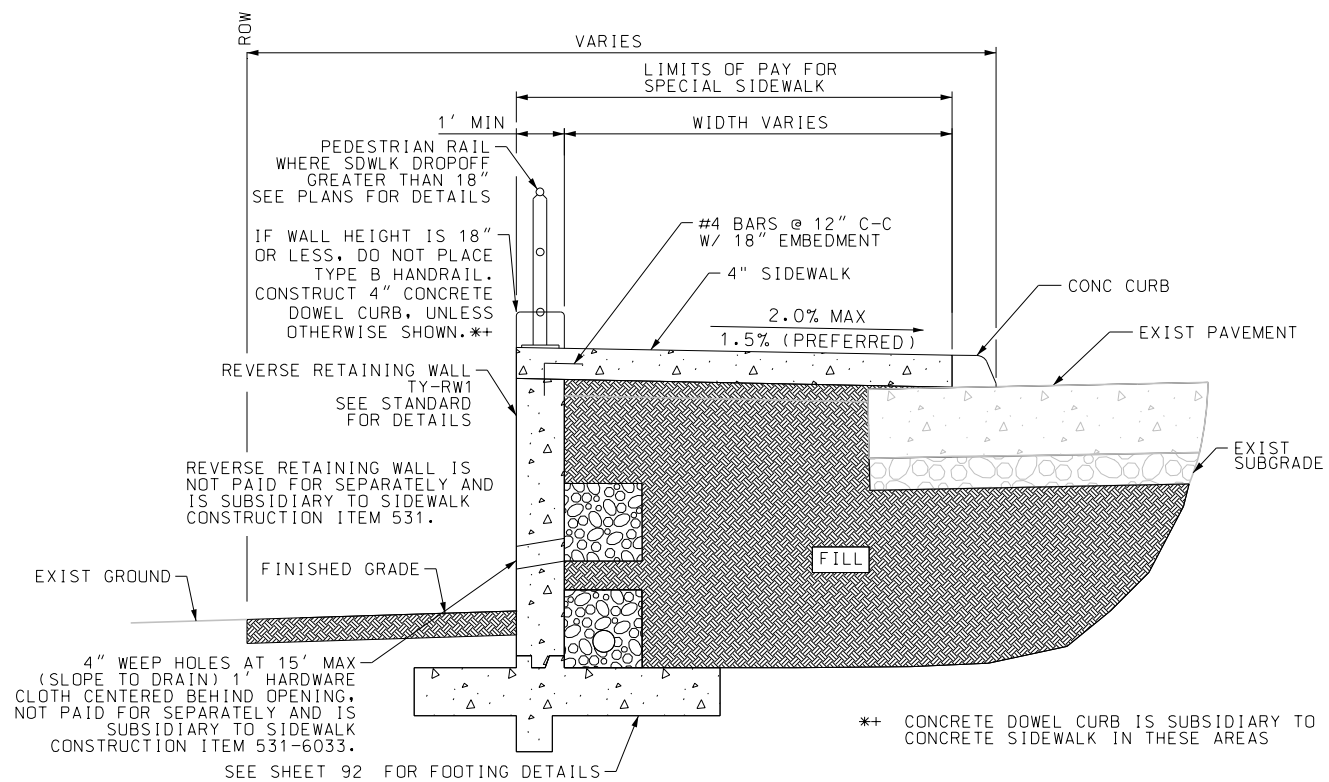 ROW
VARIES
LIMITS OF PAY FOR
SPECIAL SIDEWALK
1' MIN
WIDTH VARIES
PEDESTRIAN RAIL
WHERE SDWLK DROPOFF
GREATER THAN 18"
SEE PLANS FOR DETAILS
#4 BARS @ 12" C-C
W/ 18" EMBEDMENT
IF WALL HEIGHT IS 18"
OR LESS, DO NOT PLACE
TYPE B HANDRAIL.
CONSTRUCT 4" CONCRETE
DOWEL CURB, UNLESS
OTHERWISE SHOWN.*+
4" SIDEWALK
CONC CURB
2.0% MAX
1.5% (PREFERRED)
EXIST PAVEMENT
REVERSE RETAINING WALL
TY-RW1
SEE STANDARD
FOR DETAILS
EXIST
SUBGRADE
REVERSE RETAINING WALL IS
NOT PAID FOR SEPARATELY AND
IS SUBSIDIARY TO SIDEWALK
CONSTRUCTION ITEM 531.
FILL
EXIST GROUND
FINISHED GRADE
4" WEEP HOLES AT 15' MAX
(SLOPE TO DRAIN) 1' HARDWARE
CLOTH CENTERED BEHIND OPENING,
NOT PAID FOR SEPARATELY AND IS
SUBSIDIARY TO SIDEWALK
CONSTRUCTION ITEM 531-6033.
*+ CONCRETE DOWEL CURB IS SUBSIDIARY TO
CONCRETE SIDEWALK IN THESE AREAS
SEE SHEET 92 FOR FOOTING DETAILS